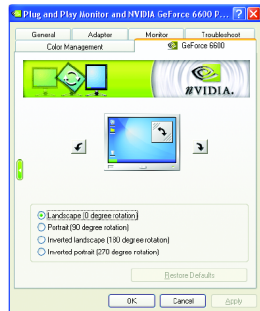 Plug and Play Monitor and NVIDIA GeForce 6600 P...
General Adapter Monitor Troubleshoot
Color Management GeForce 6600
NVIDIA.
Landscape (0 degree rotation)
Portrait (90 degree rotation)
Inverted landscape (180 degree rotation)
Inverted portrait (270 degree rotation)
Restore Defaults
OK Cancel Apply